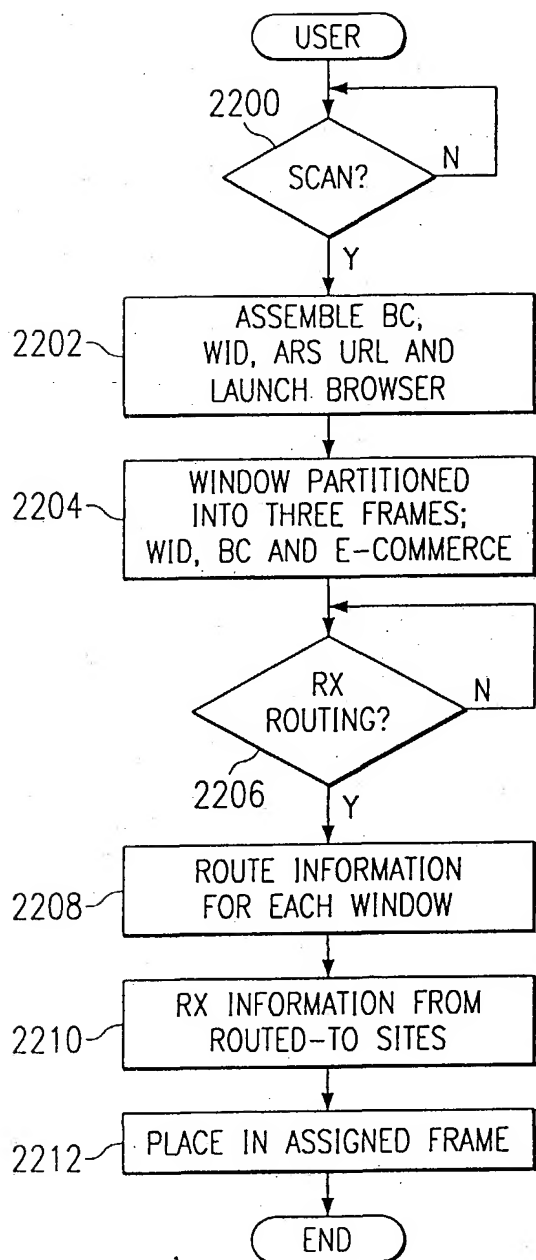 USER
2200
SCAN?
N
Y
2202
ASSEMBLE BC,
WID, ARS URL AND
LAUNCH BROWSER
2204
WINDOW PARTITIONED
INTO THREE FRAMES;
WID, BC AND E-COMMERCE
RX
ROUTING?
N
2206
Y
2208
ROUTE INFORMATION
FOR EACH WINDOW
2210
RX INFORMATION FROM
ROUTED-TO SITES
2212
PLACE IN ASSIGNED FRAME
END